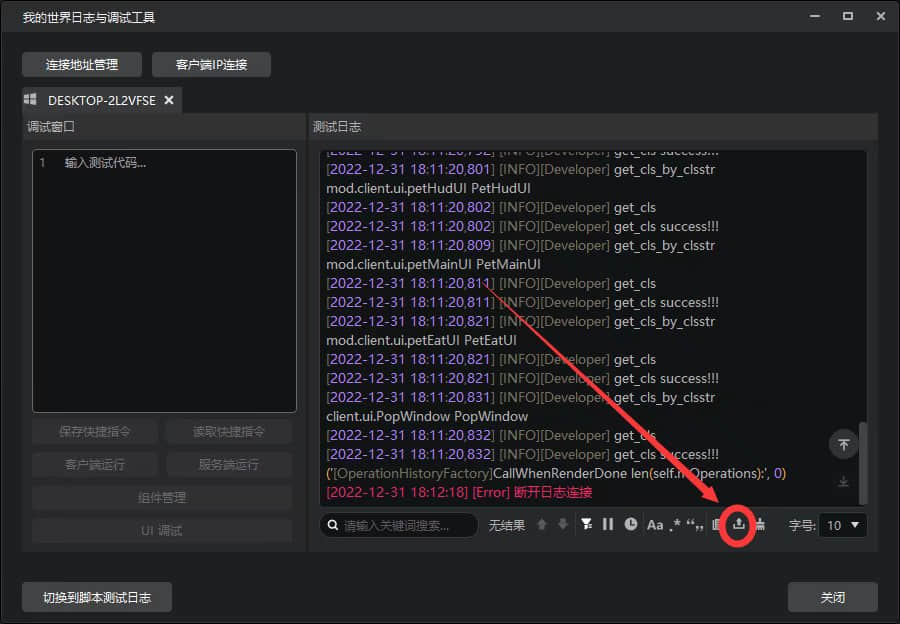 我的世界日志与调试工具
连接地址管理
客户端IP连接
DESKTOP-2L2VFSE
调试窗口
测试日志
1 输入测试代码...
[2022-12-31 18:11:20,792] [INFO][Developer] get_cls success!!!
[2022-12-31 18:11:20,801] [INFO][Developer] get_cls_by_clsstr
mod.client.ui.petHudUI PetHudUI
[2022-12-31 18:11:20,802] [INFO][Developer] get_cls
[2022-12-31 18:11:20,802] [INFO][Developer] get_cls success!!!
[2022-12-31 18:11:20,809] [INFO][Developer] get_cls_by_clsstr
mod.client.ui.petMainUI PetMainUI
[2022-12-31 18:11:20,811] [INFO][Developer] get_cls
[2022-12-31 18:11:20,811] [INFO][Developer] get_cls success!!!
[2022-12-31 18:11:20,821] [INFO][Developer] get_cls_by_clsstr
mod.client.ui.petEatUI PetEatUI
[2022-12-31 18:11:20,821] [INFO][Developer] get_cls
[2022-12-31 18:11:20,821] [INFO][Developer] get_cls success!!!
[2022-12-31 18:11:20,831] [INFO][Developer] get_cls_by_clsstr
client.ui.PopWindow PopWindow
[2022-12-31 18:11:20,832] [INFO][Developer] get_cls
[2022-12-31 18:11:20,832] [INFO][Developer] get_cls success!!!
('[OperationHistoryFactory]CallWhenRenderDone len(self.mOperations):', 0)
[2022-12-31 18:12:18] [Error] 断开日志连接
保存快捷指令
读取快捷指令
客户端运行
服务端运行
组件管理
UI 调试
请输入关键词搜索...
无结果
Aa .* “,,
字号:
10
切换到脚本测试日志
关闭